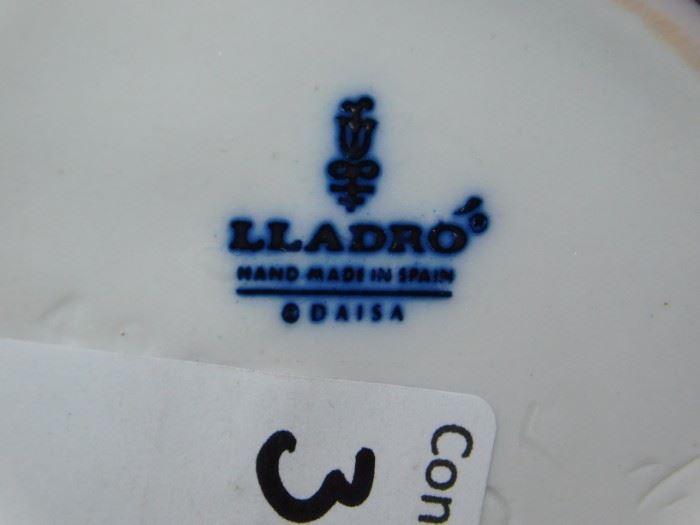 LLADRÓ®
HAND MADE IN SPAIN
© DAISA
3
Con